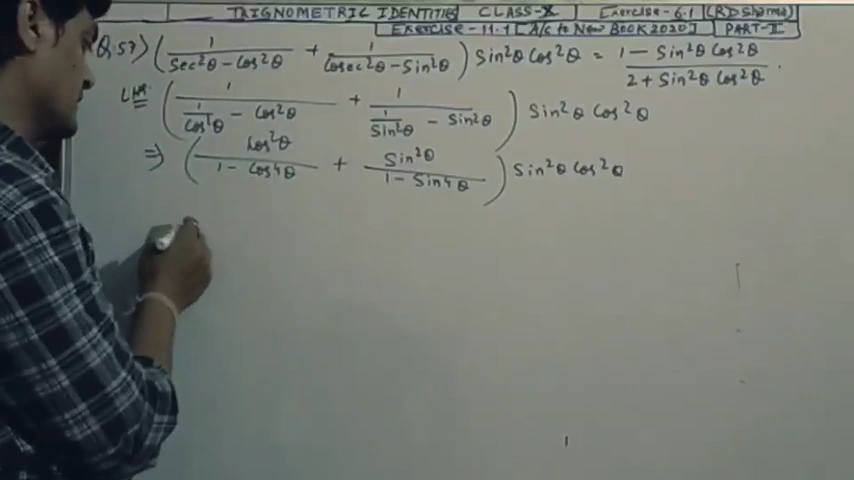 TRIGNOMETRIC IDENTITIES CLASS-X Exercise-6.1 (RD Sharma)
Exercise-11.1 [A/c to New Book 2020] PART-I
Q.57> (1/(Sec²θ - Cos²θ) + 1/(Cosec²θ - Sin²θ)) Sin²θ Cos²θ = (1 - Sin²θ Cos²θ)/(2 + Sin²θ Cos²θ).
LHS (1/(1/Cos²θ - Cos²θ) + 1/(1/Sin²θ - Sin²θ)) Sin²θ Cos²θ
⇒ (Cos²θ/(1 - Cos4θ) + Sin²θ/(1 - Sin4θ)) Sin²θ Cos²θ